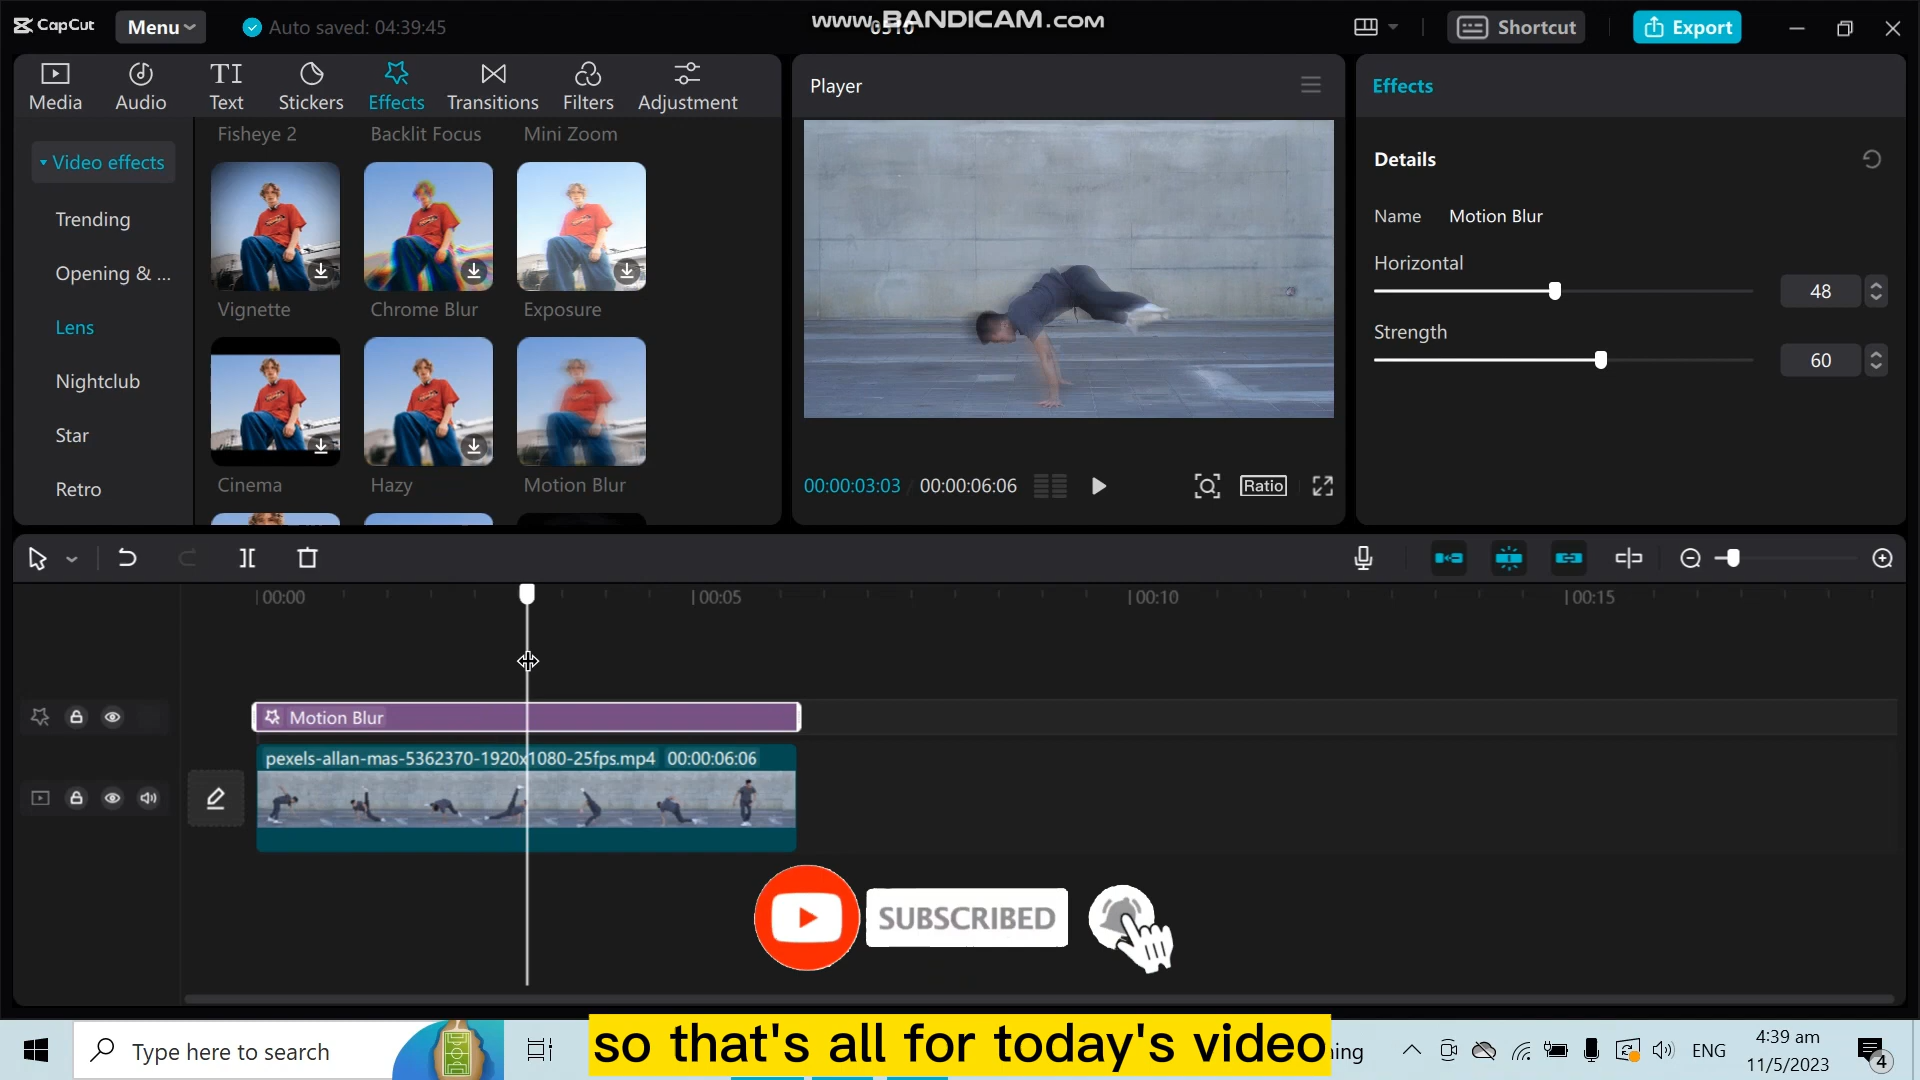 CapCut
Menu
Auto saved: 04:39:45
www.BANDICAM.com
Shortcut
Export
Media
Audio
TI
Text
Stickers
Effects
Transitions
Filters
Adjustment
Player
Effects
Fisheye 2
Backlit Focus
Mini Zoom
Video effects
Trending
Opening & ...
Lens
Nightclub
Star
Retro
Vignette
Chrome Blur
Exposure
Cinema
Hazy
Motion Blur
Details
Name Motion Blur
Horizontal
48
Strength
60
00:00:03:03 00:00:06:06
Ratio
00:00
00:05
00:10
00:15
Motion Blur
pexels-allan-mas-5362370-1920x1080-25fps.mp4 00:00:06:06
SUBSCRIBED
so that's all for today's video
Type here to search
ENG
4:39 am
11/5/2023
4